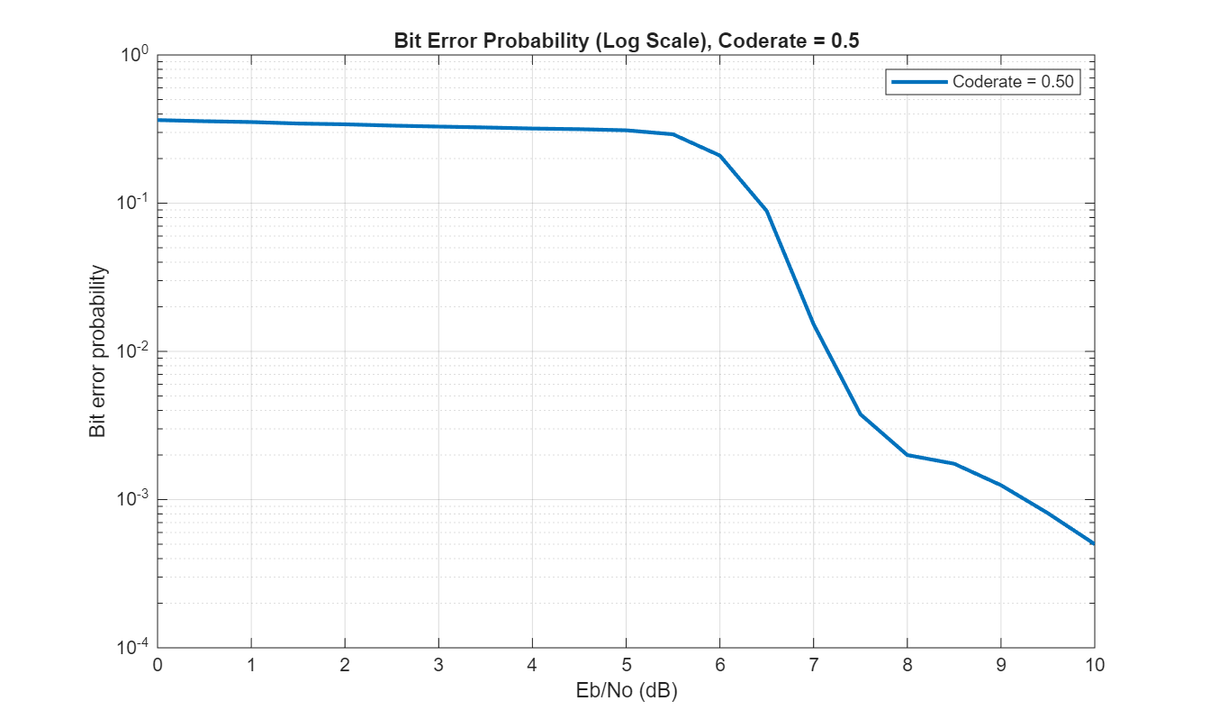 Bit Error Probability (Log Scale), Coderate = 0.5
Coderate = 0.50
10^0
10^-1
10^-2
10^-3
10^-4
Bit error probability
0 1 2 3 4 5 6 7 8 9 10
Eb/No (dB)